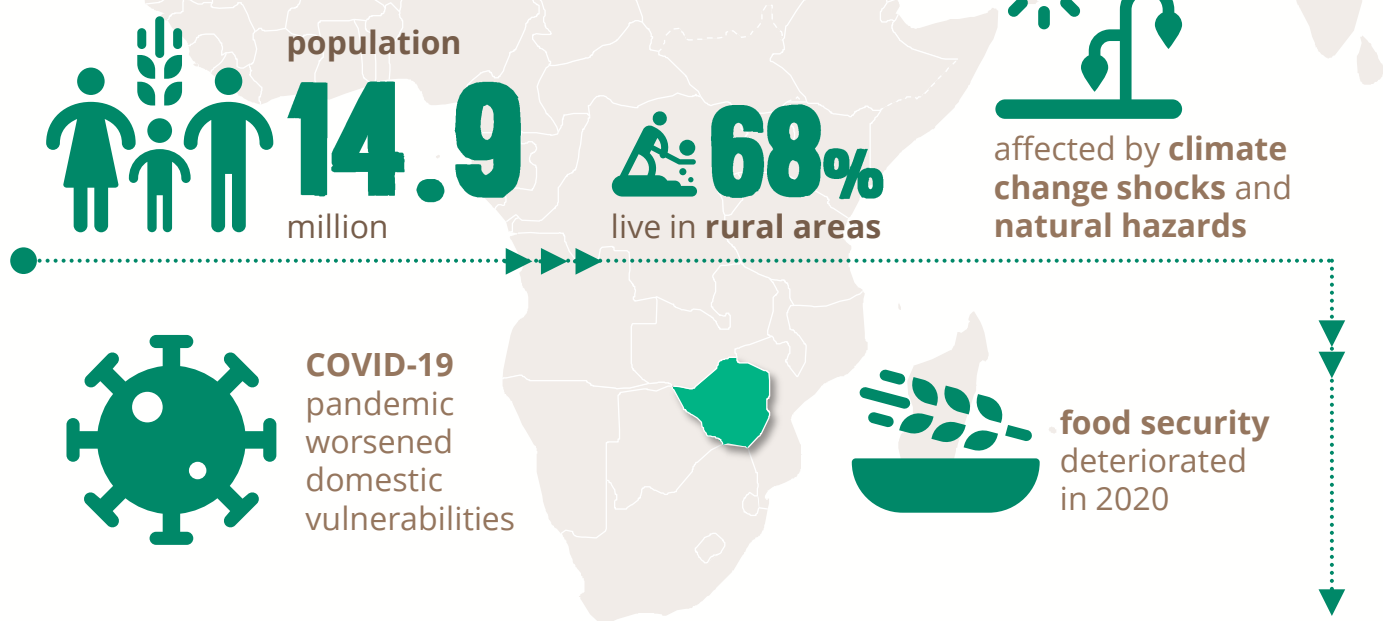 population
14.9
million
68%
live in rural areas
affected by climate
change shocks and
natural hazards
COVID-19
pandemic
worsened
domestic
vulnerabilities
food security
deteriorated
in 2020